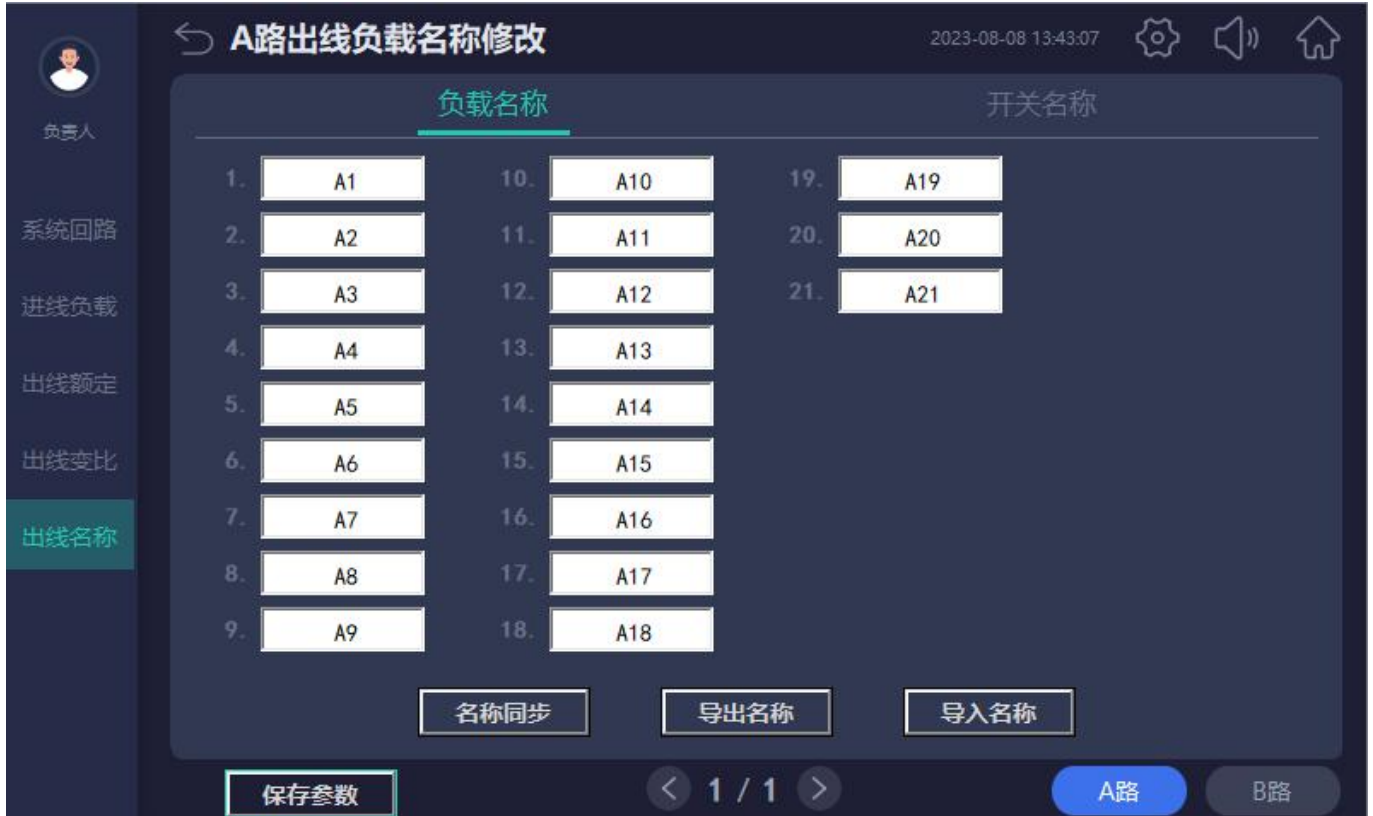 A路出线负载名称修改
2023-08-08 13:43:07
负责人
系统回路
进线负载
出线额定
出线变比
出线名称
负载名称 开关名称
1. A1 10. A10 19. A19
2. A2 11. A11 20. A20
3. A3 12. A12 21. A21
4. A4 13. A13
5. A5 14. A14
6. A6 15. A15
7. A7 16. A16
8. A8 17. A17
9. A9 18. A18
名称同步 导出名称 导入名称
保存参数 < 1 / 1 > A路 B路